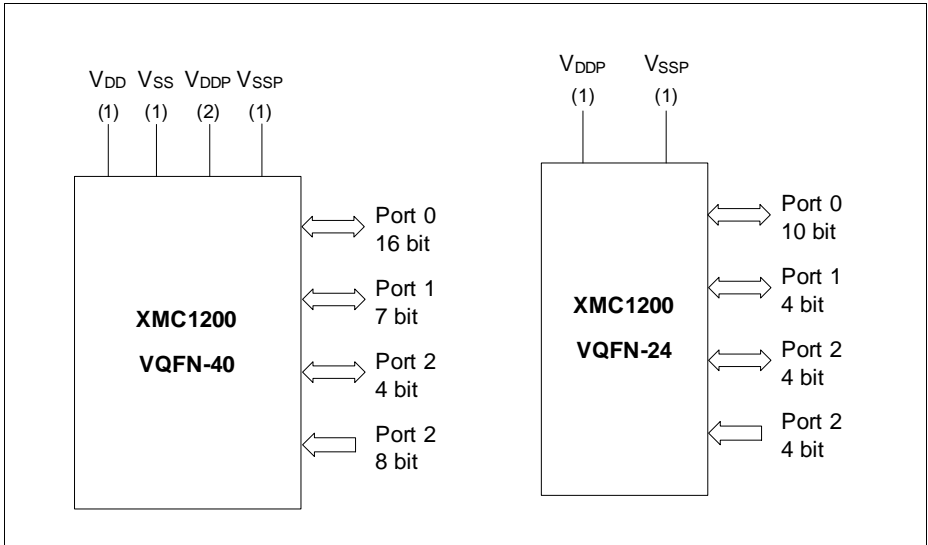 VDD VSS VDDP VSSP
(1) (1) (2) (1)
Port 0
16 bit
Port 1
7 bit
XMC1200
VQFN-40
Port 2
4 bit
Port 2
8 bit
VDDP VSSP
(1) (1)
Port 0
10 bit
Port 1
4 bit
XMC1200
VQFN-24
Port 2
4 bit
Port 2
4 bit